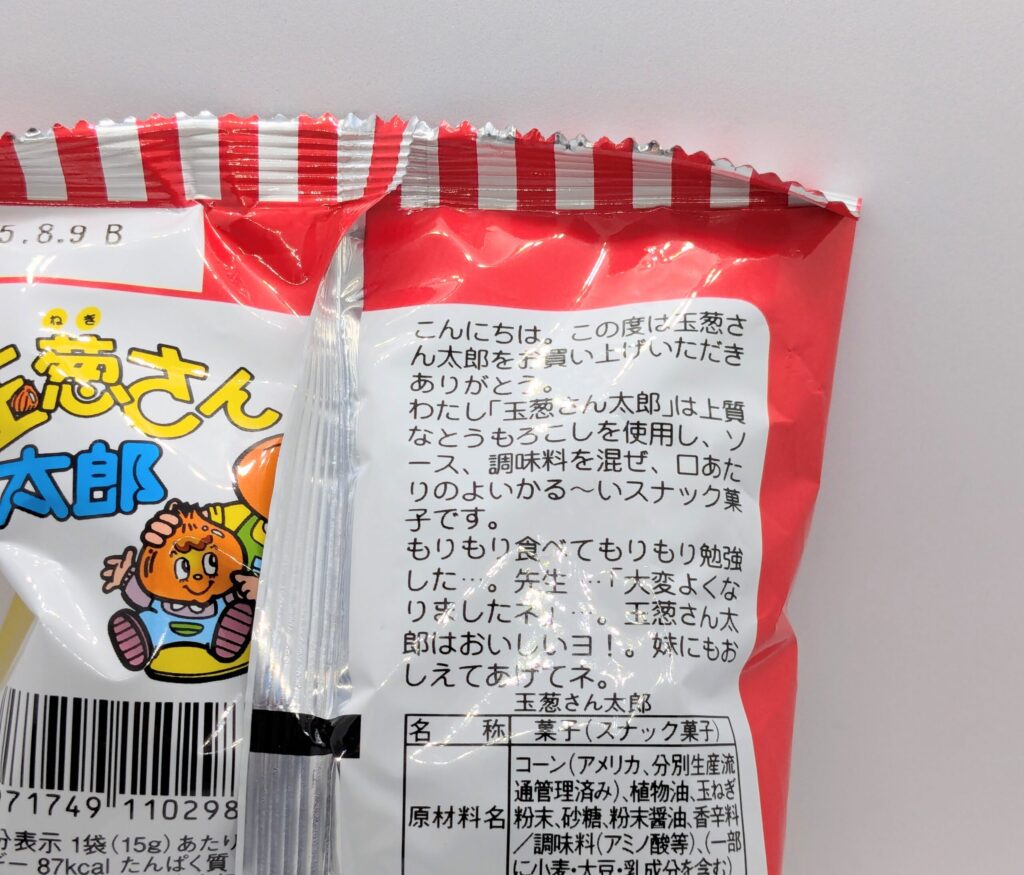 5.8.9 B
ねぎ
玉葱さん
太郎
971749 110298
分表示 1袋(15g)あたり
87kcal たんぱく質
こんにちは。この度は玉葱さ
ん太郎をお買い上げいただき
ありがとう。
わたし「玉葱さん太郎」は上質
なとうもろこしを使用し、ソ
ース、調味料を混ぜ、口あた
りのよいかる〜いスナック菓
子です。
もりもり食べてもりもり勉強
した…。先生…「大変よくな
りましたネ」…。玉葱さん太
郎はおいしいヨ!。妹にもお
しえてあげてネ。
玉葱さん太郎
名称 菓子(スナック菓子)
原材料名
コーン(アメリカ、分別生産流
通管理済み)、植物油、玉ねぎ
粉末、砂糖、粉末醤油、香辛料
/調味料(アミノ酸等)、(一部
に小麦・大豆・乳成分を含む)